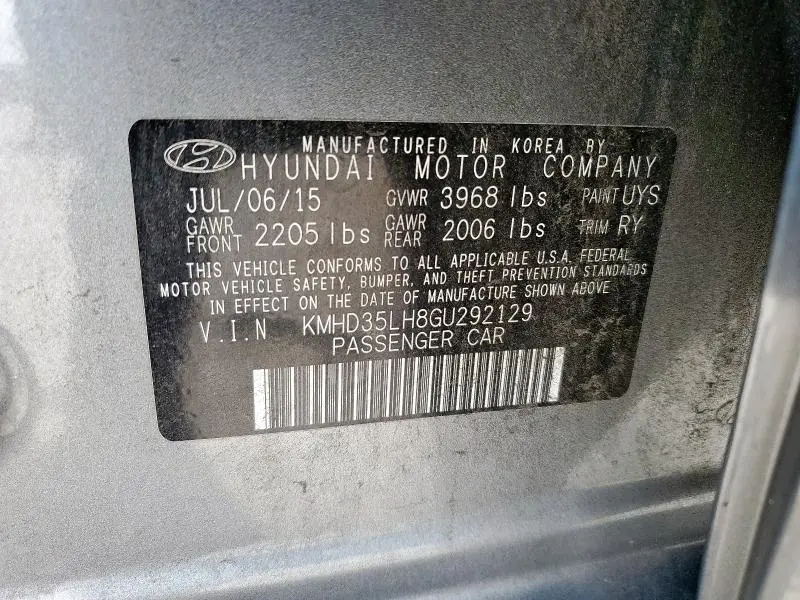 MANUFACTURED IN KOREA BY
HYUNDAI MOTOR COMPANY
JUL/06/15 GVWR 3968 lbs PAINT UYS
GAWR FRONT 2205 lbs GAWR REAR 2006 lbs TRIM RY
THIS VEHICLE CONFORMS TO ALL APPLICABLE U.S.A. FEDERAL
MOTOR VEHICLE SAFETY, BUMPER, AND THEFT PREVENTION STANDARDS
IN EFFECT ON THE DATE OF MANUFACTURE SHOWN ABOVE
V.I.N KMHD35LH8GU292129
PASSENGER CAR